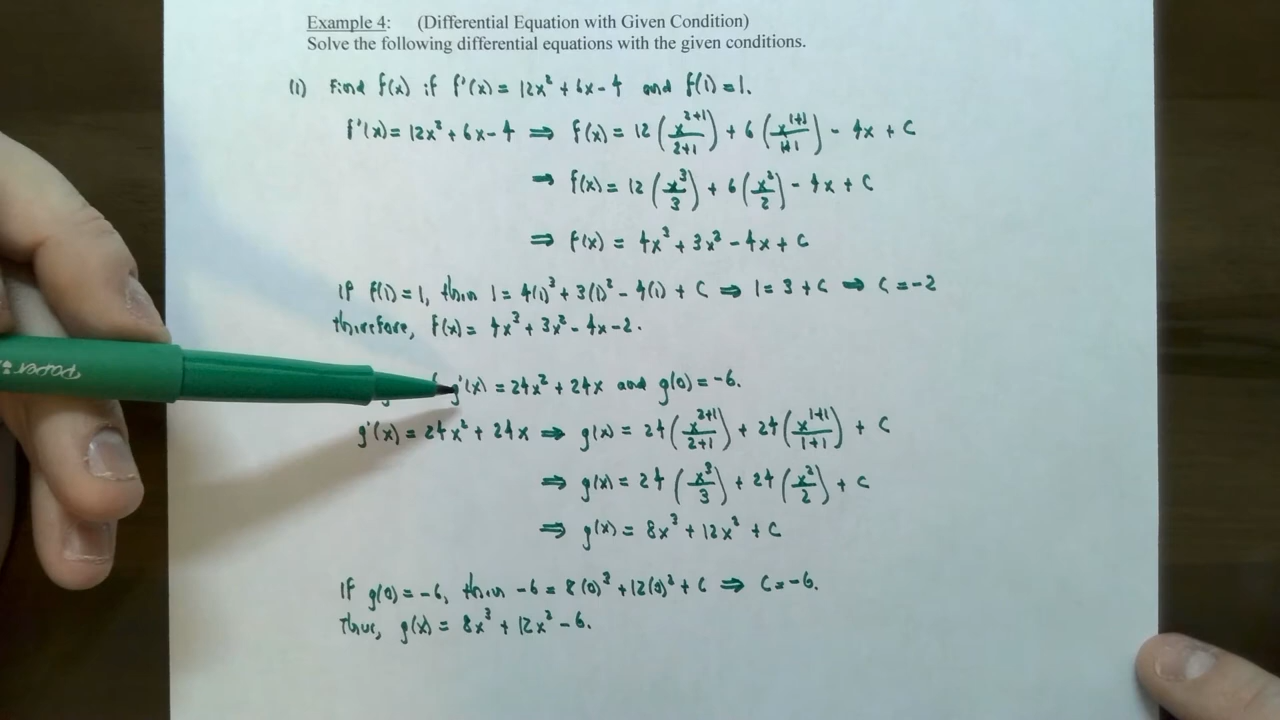 Example 4: (Differential Equation with Given Condition)
Solve the following differential equations with the given conditions.
(1) Find f(x) if f'(x) = 12x² + 6x - 4 and f(1) = 1.
f'(x) = 12x² + 6x - 4 ⇒ f(x) = 12(x^(2+1)/(2+1)) + 6(x^(1+1)/(1+1)) - 4x + C
⇒ f(x) = 12(x³/3) + 6(x²/2) - 4x + C
⇒ f(x) = 4x³ + 3x² - 4x + C
If f(1) = 1, then 1 = 4(1)³ + 3(1)² - 4(1) + C ⇒ 1 = 3 + C ⇒ C = -2
therefore, f(x) = 4x³ + 3x² - 4x - 2.
g'(x) = 24x² + 24x and g(0) = -6.
g'(x) = 24x² + 24x ⇒ g(x) = 24(x^(2+1)/(2+1)) + 24(x^(1+1)/(1+1)) + C
⇒ g(x) = 24(x³/3) + 24(x²/2) + C
⇒ g(x) = 8x³ + 12x² + C
If g(0) = -6, then -6 = 8(0)³ + 12(0)² + C ⇒ C = -6.
Thus, g(x) = 8x³ + 12x² - 6.
Paper